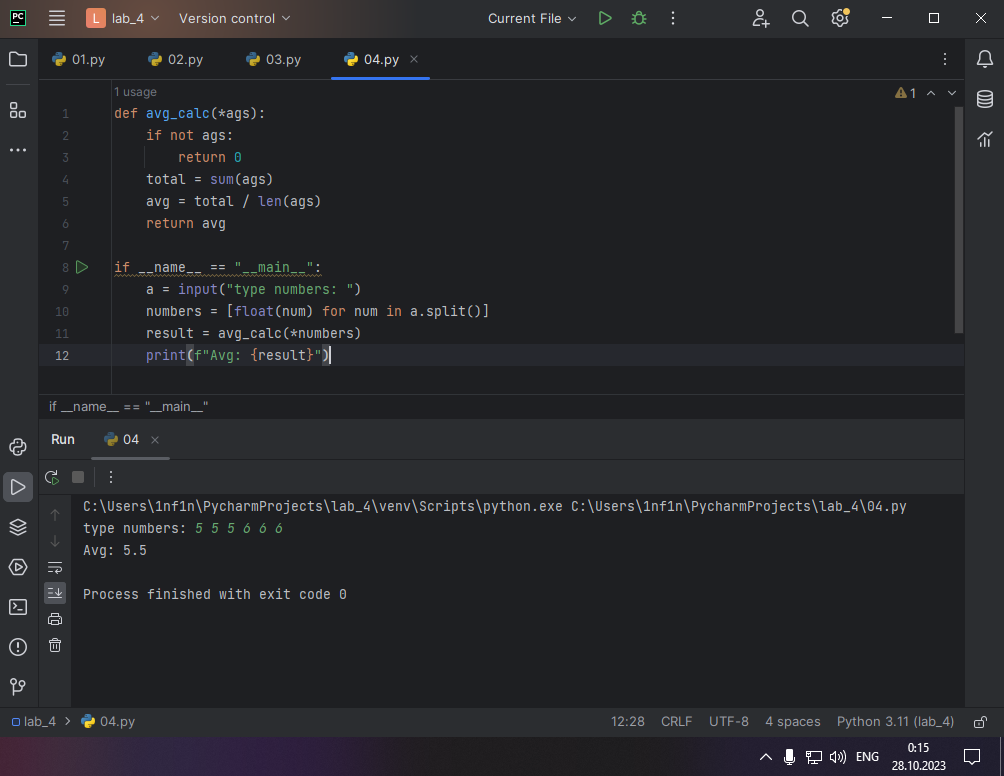 PC L lab_4 Version control Current File
01.py 02.py 03.py 04.py
1 usage
1
1 def avg_calc(*ags):
2 if not ags:
3 return 0
4 total = sum(ags)
5 avg = total / len(ags)
6 return avg
7
8 if __name__ == "__main__":
9 a = input("type numbers: ")
10 numbers = [float(num) for num in a.split()]
11 result = avg_calc(*numbers)
12 print(f"Avg: {result}")
if __name__ == "__main__"
Run 04
C:\Users\1nf1n\PycharmProjects\lab_4\venv\Scripts\python.exe C:\Users\1nf1n\PycharmProjects\lab_4\04.py
type numbers: 5 5 5 6 6 6
Avg: 5.5
Process finished with exit code 0
lab_4 > 04.py 12:28 CRLF UTF-8 4 spaces Python 3.11 (lab_4)
ENG 0:15
28.10.2023